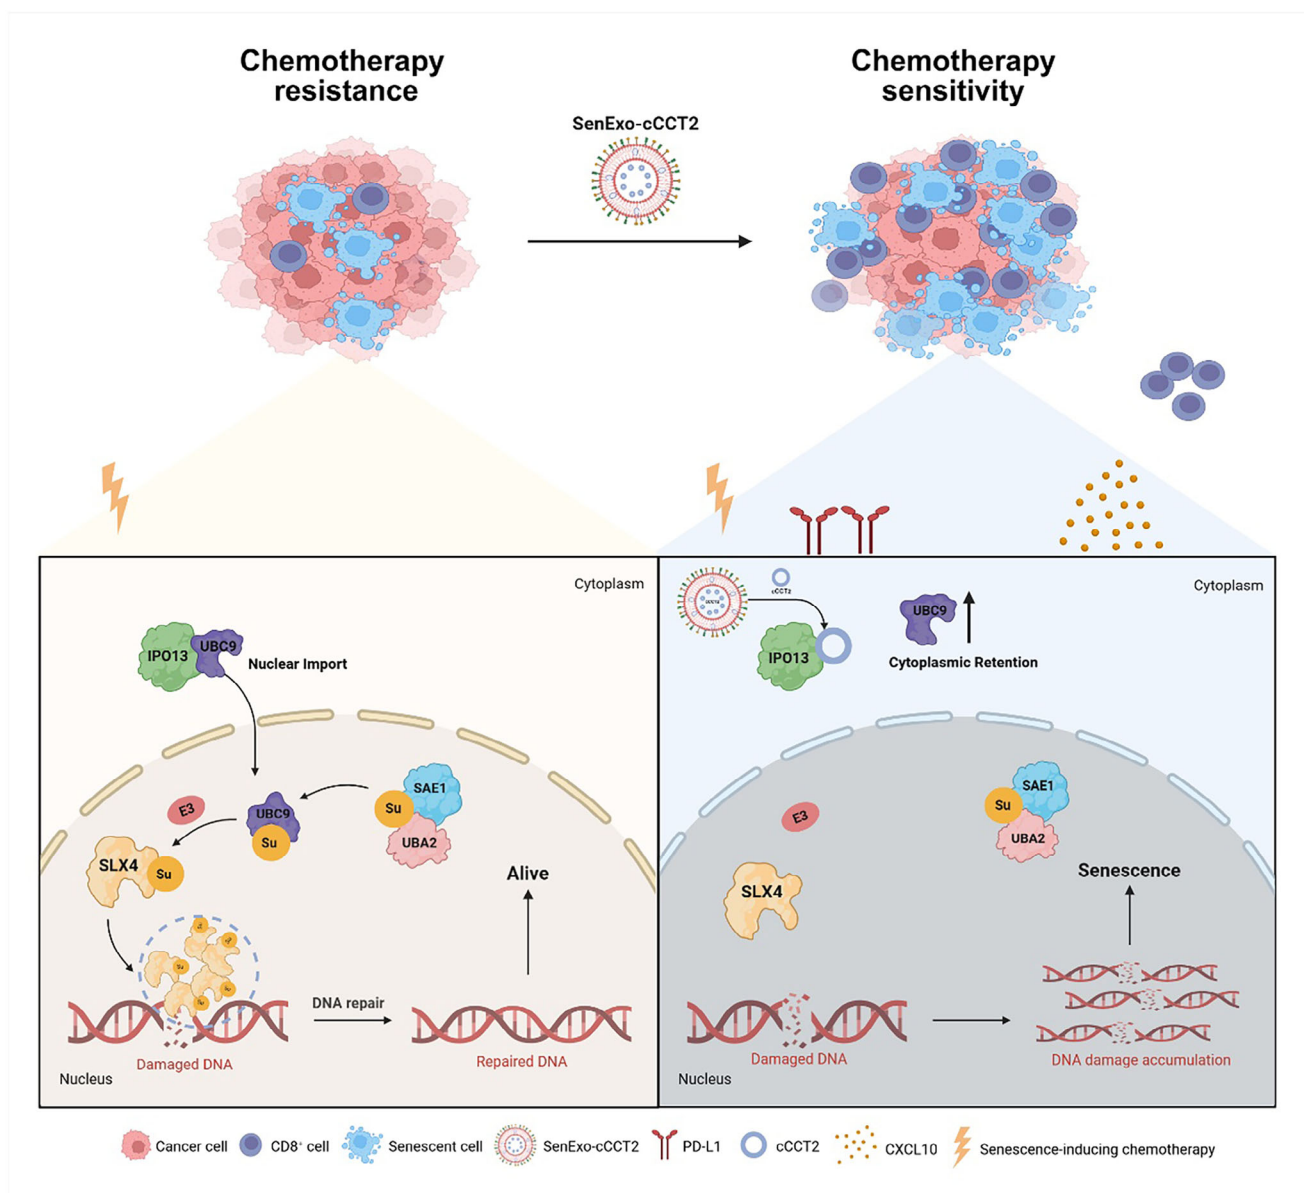 Chemotherapy
resistance
Chemotherapy
sensitivity
SenExo-cCCT2
Cytoplasm
IPO13
UBC9
Nuclear Import
E3
UBC9
Su
Su
SAE1
UBA2
SLX4
Su
Alive
Su
DNA repair
Damaged DNA
Repaired DNA
Nucleus
Cytoplasm
cCCT2
IPO13
UBC9
Cytoplasmic Retention
E3
Su
SAE1
UBA2
SLX4
Senescence
Damaged DNA
DNA damage accumulation
Nucleus
Cancer cell
CD8⁺ cell
Senescent cell
SenExo-cCCT2
PD-L1
cCCT2
CXCL10
Senescence-inducing chemotherapy